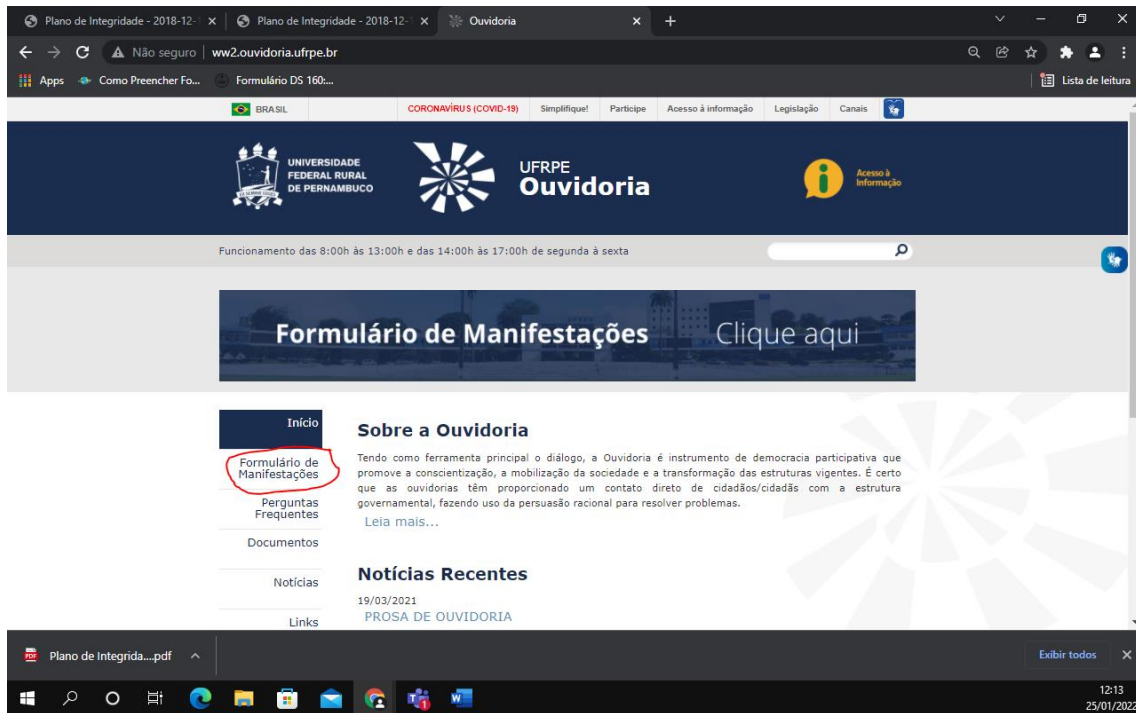 Plano de Integridade - 2018-12-1
Plano de Integridade - 2018-12-1
Ouvidoria
Não seguro
ww2.ouvidoria.ufrpe.br
Apps
Como Preencher Fo...
Formulário DS 160:...
Lista de leitura
BRASIL
CORONAVÍRUS (COVID-19)
Simplifique!
Participe
Acesso à informação
Legislação
Canais
UNIVERSIDADE
FEDERAL RURAL
DE PERNAMBUCO
UFRPE
Ouvidoria
Acesso à
Informação
Funcionamento das 8:00h às 13:00h e das 14:00h às 17:00h de segunda à sexta
Formulário de Manifestações
Clique aqui
Início
Formulário de
Manifestações
Perguntas
Frequentes
Documentos
Notícias
Links
Sobre a Ouvidoria
Tendo como ferramenta principal o diálogo, a Ouvidoria é instrumento de democracia participativa que
promove a conscientização, a mobilização da sociedade e a transformação das estruturas vigentes. É certo
que as ouvidorias têm proporcionado um contato direto de cidadãos/cidadãs com a estrutura
governamental, fazendo uso da persuasão racional para resolver problemas.
Leia mais...
Notícias Recentes
19/03/2021
PROSA DE OUVIDORIA
Plano de Integrida....pdf
Exibir todos
12:13
25/01/2022